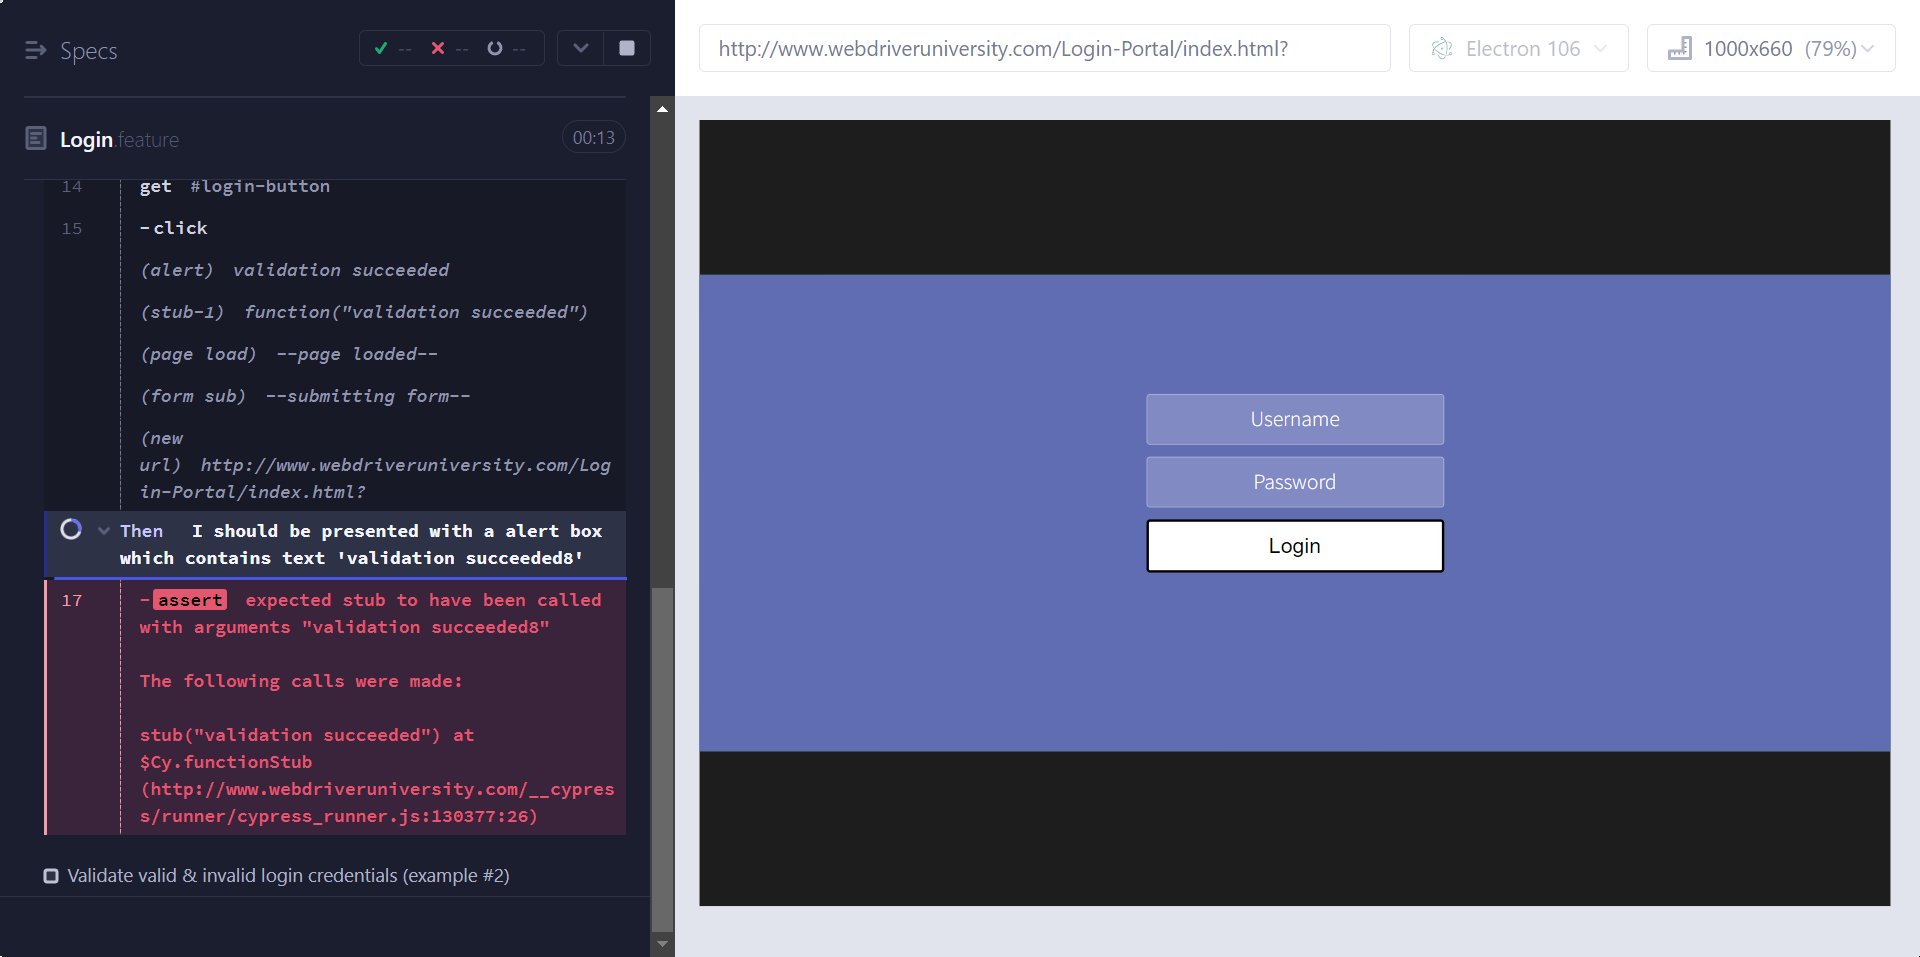 Specs
-- -- --
Login.feature
00:13
14 get #login-button
15 -click
(alert) validation succeeded
(stub-1) function("validation succeeded")
(page load) --page loaded--
(form sub) --submitting form--
(new
url) http://www.webdriveruniversity.com/Log
in-Portal/index.html?
Then I should be presented with a alert box
which contains text 'validation succeeded8'
17 -assert expected stub to have been called
with arguments "validation succeeded8"
The following calls were made:
stub("validation succeeded") at
$Cy.functionStub
(http://www.webdriveruniversity.com/__cypres
s/runner/cypress_runner.js:130377:26)
Validate valid & invalid login credentials (example #2)
http://www.webdriveruniversity.com/Login-Portal/index.html?
Electron 106
1000x660 (79%)
Username
Password
Login